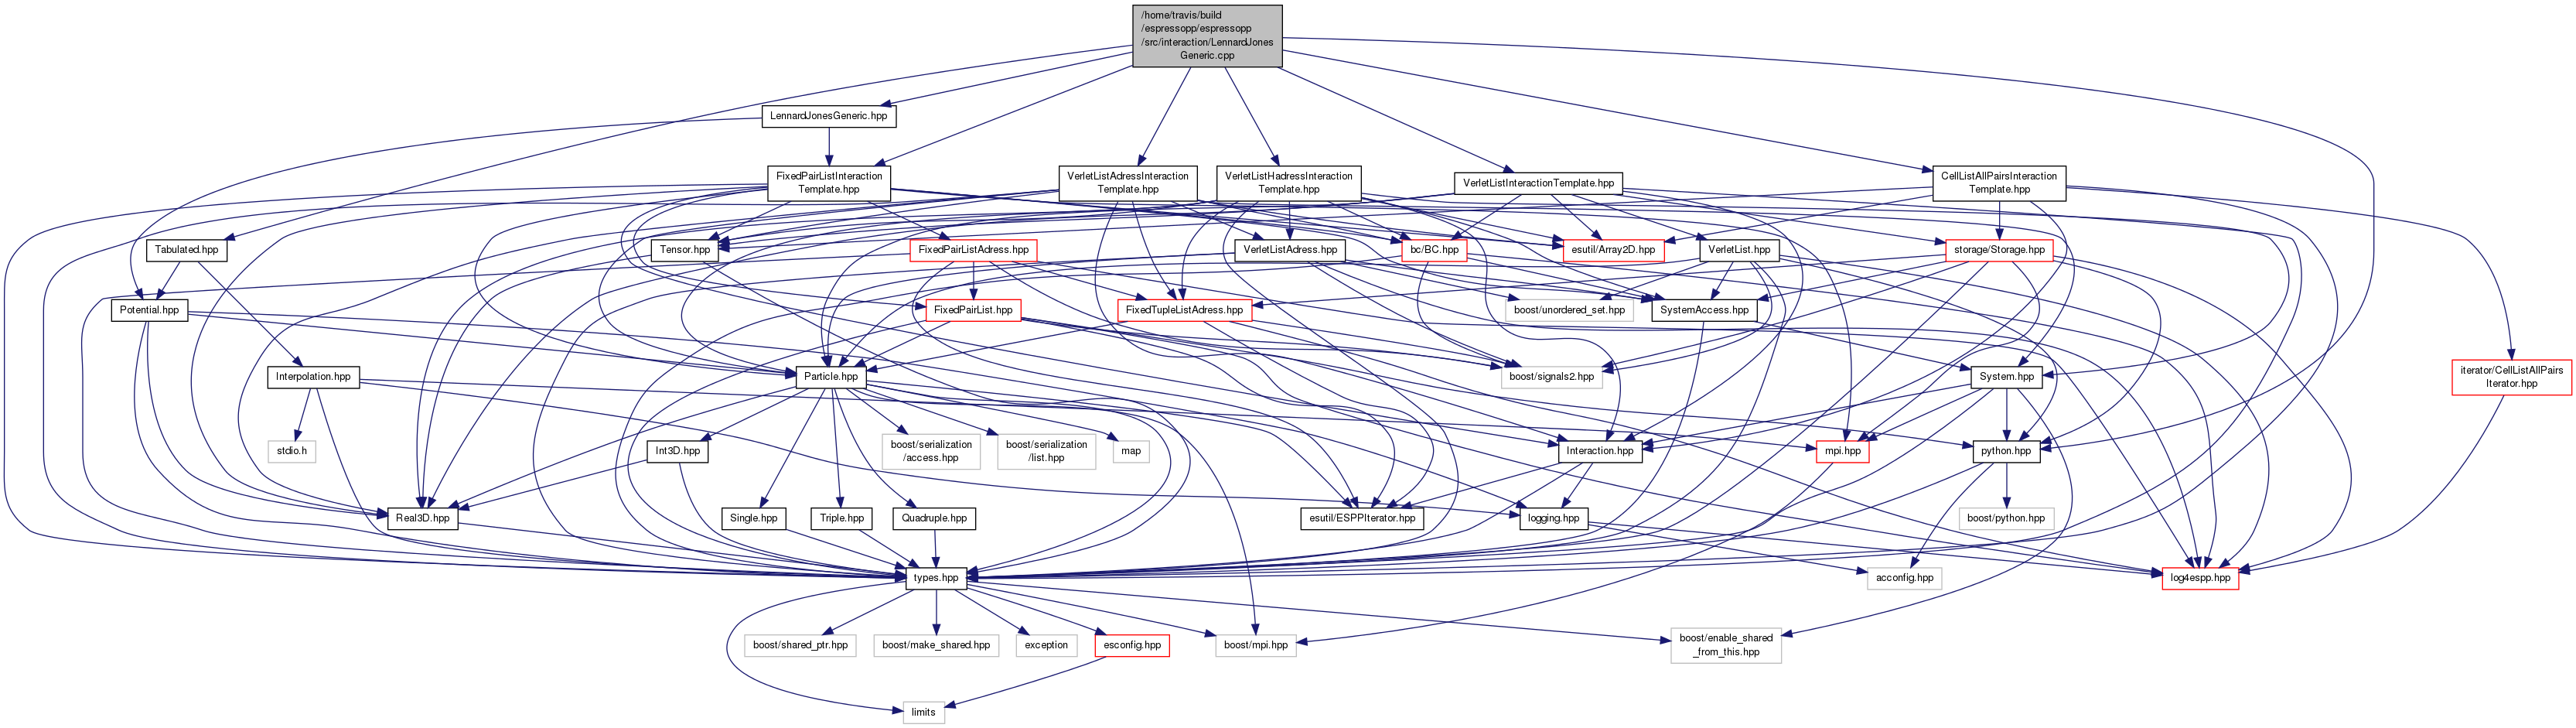 /home/travis/build
/espressopp/espressopp
/src/interaction/LennardJones
Generic.cpp
LennardJonesGeneric.hpp
FixedPairListInteraction
Template.hpp
VerletListAdressInteraction
Template.hpp
VerletListHadressInteraction
Template.hpp
VerletListInteractionTemplate.hpp
CellListAllPairsInteraction
Template.hpp
Tabulated.hpp
Tensor.hpp
FixedPairListAdress.hpp
VerletListAdress.hpp
bc/BC.hpp
esutil/Array2D.hpp
VerletList.hpp
storage/Storage.hpp
Potential.hpp
FixedPairList.hpp
FixedTupleListAdress.hpp
boost/unordered_set.hpp
SystemAccess.hpp
Interpolation.hpp
Particle.hpp
boost/signals2.hpp
System.hpp
iterator/CellListAllPairs
Iterator.hpp
stdio.h
Int3D.hpp
boost/serialization
/access.hpp
boost/serialization
/list.hpp
map
Interaction.hpp
mpi.hpp
python.hpp
Real3D.hpp
Single.hpp
Triple.hpp
Quadruple.hpp
esutil/ESPPIterator.hpp
logging.hpp
boost/python.hpp
types.hpp
acconfig.hpp
log4espp.hpp
boost/shared_ptr.hpp
boost/make_shared.hpp
exception
esconfig.hpp
boost/mpi.hpp
boost/enable_shared
_from_this.hpp
limits